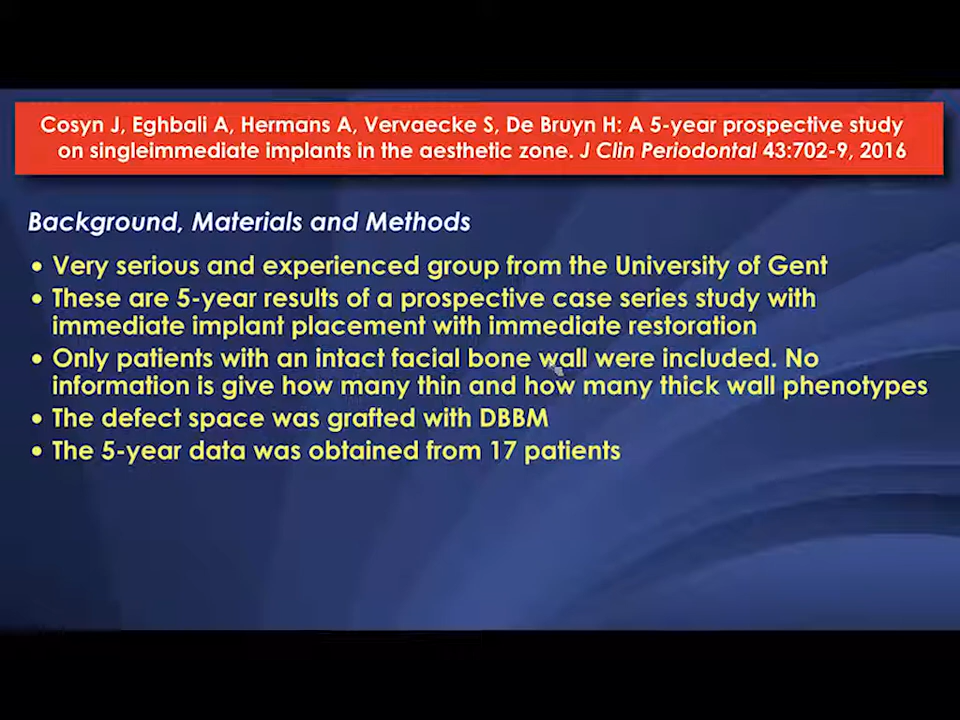 Cosyn J, Eghbali A, Hermans A, Vervaecke S, De Bruyn H: A 5-year prospective study
on singleimmediate implants in the aesthetic zone. J Clin Periodontal 43:702-9, 2016
Background, Materials and Methods
• Very serious and experienced group from the University of Gent
• These are 5-year results of a prospective case series study with
immediate implant placement with immediate restoration
• Only patients with an intact facial bone wall were included. No
information is give how many thin and how many thick wall phenotypes
• The defect space was grafted with DBBM
• The 5-year data was obtained from 17 patients